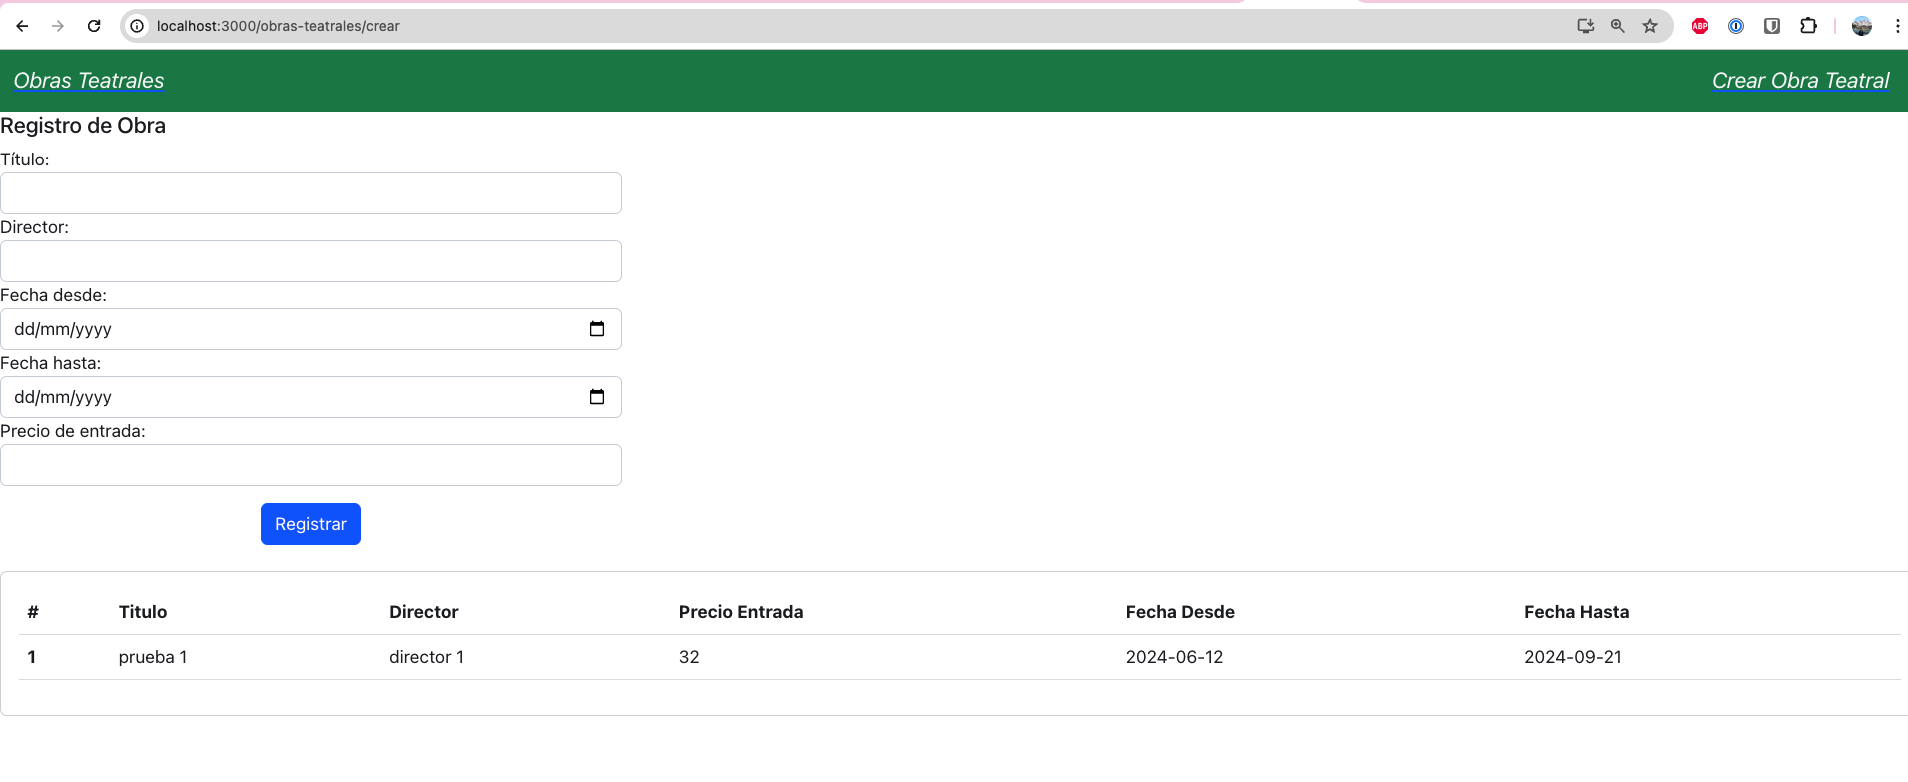 localhost:3000/obras-teatrales/crear
ABP
Obras Teatrales Crear Obra Teatral
Registro de Obra
Título:
Director:
Fecha desde:
dd/mm/yyyy
Fecha hasta:
dd/mm/yyyy
Precio de entrada:
Registrar
# Titulo Director Precio Entrada Fecha Desde Fecha Hasta
1 prueba 1 director 1 32 2024-06-12 2024-09-21